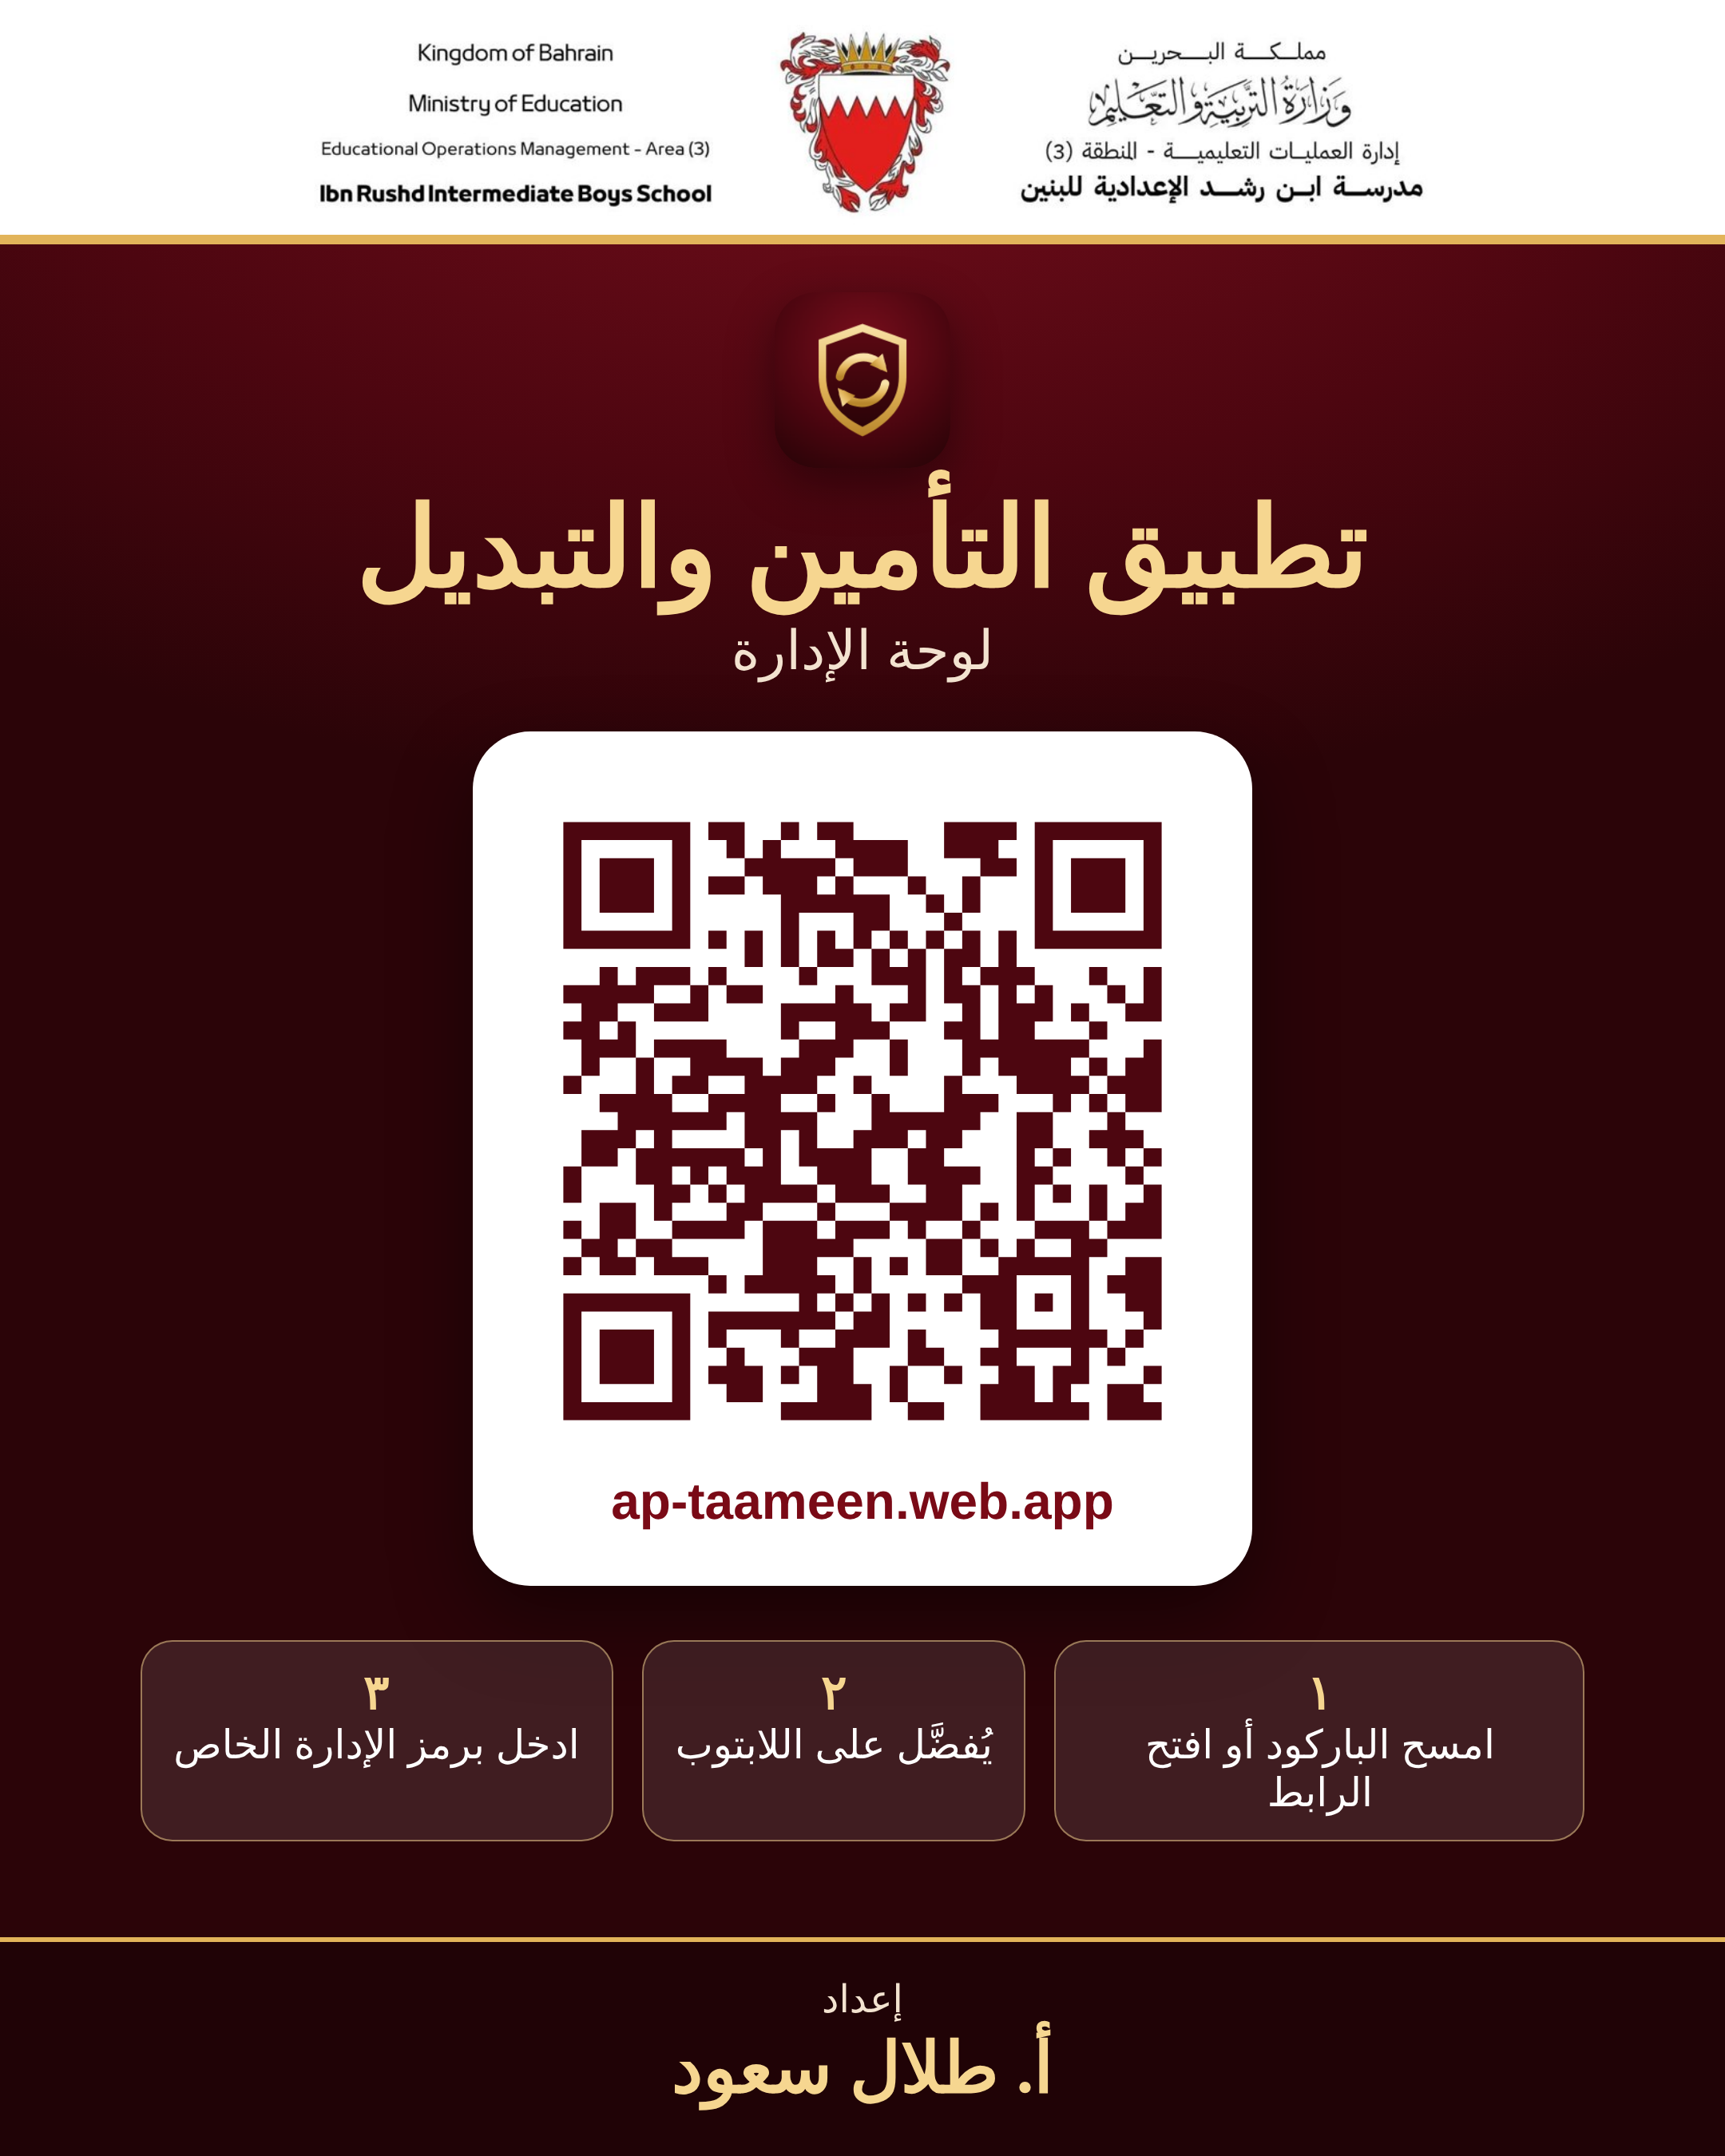 مملكة البحرين
وزارة التربية والتعليم
إدارة العمليات التعليمية - المنطقة (3)
مدرسة ابن رشد الإعدادية للبنين
Kingdom of Bahrain
Ministry of Education
Educational Operations Management - Area (3)
Ibn Rushd Intermediate Boys School
تطبيق التأمين والتبديل
لوحة الإدارة
ap-taameen.web.app
١
امسح الباركود أو افتح
الرابط
٢
يُفضَّل على اللابتوب
٣
ادخل برمز الإدارة الخاص
إعداد
أ. طلال سعود